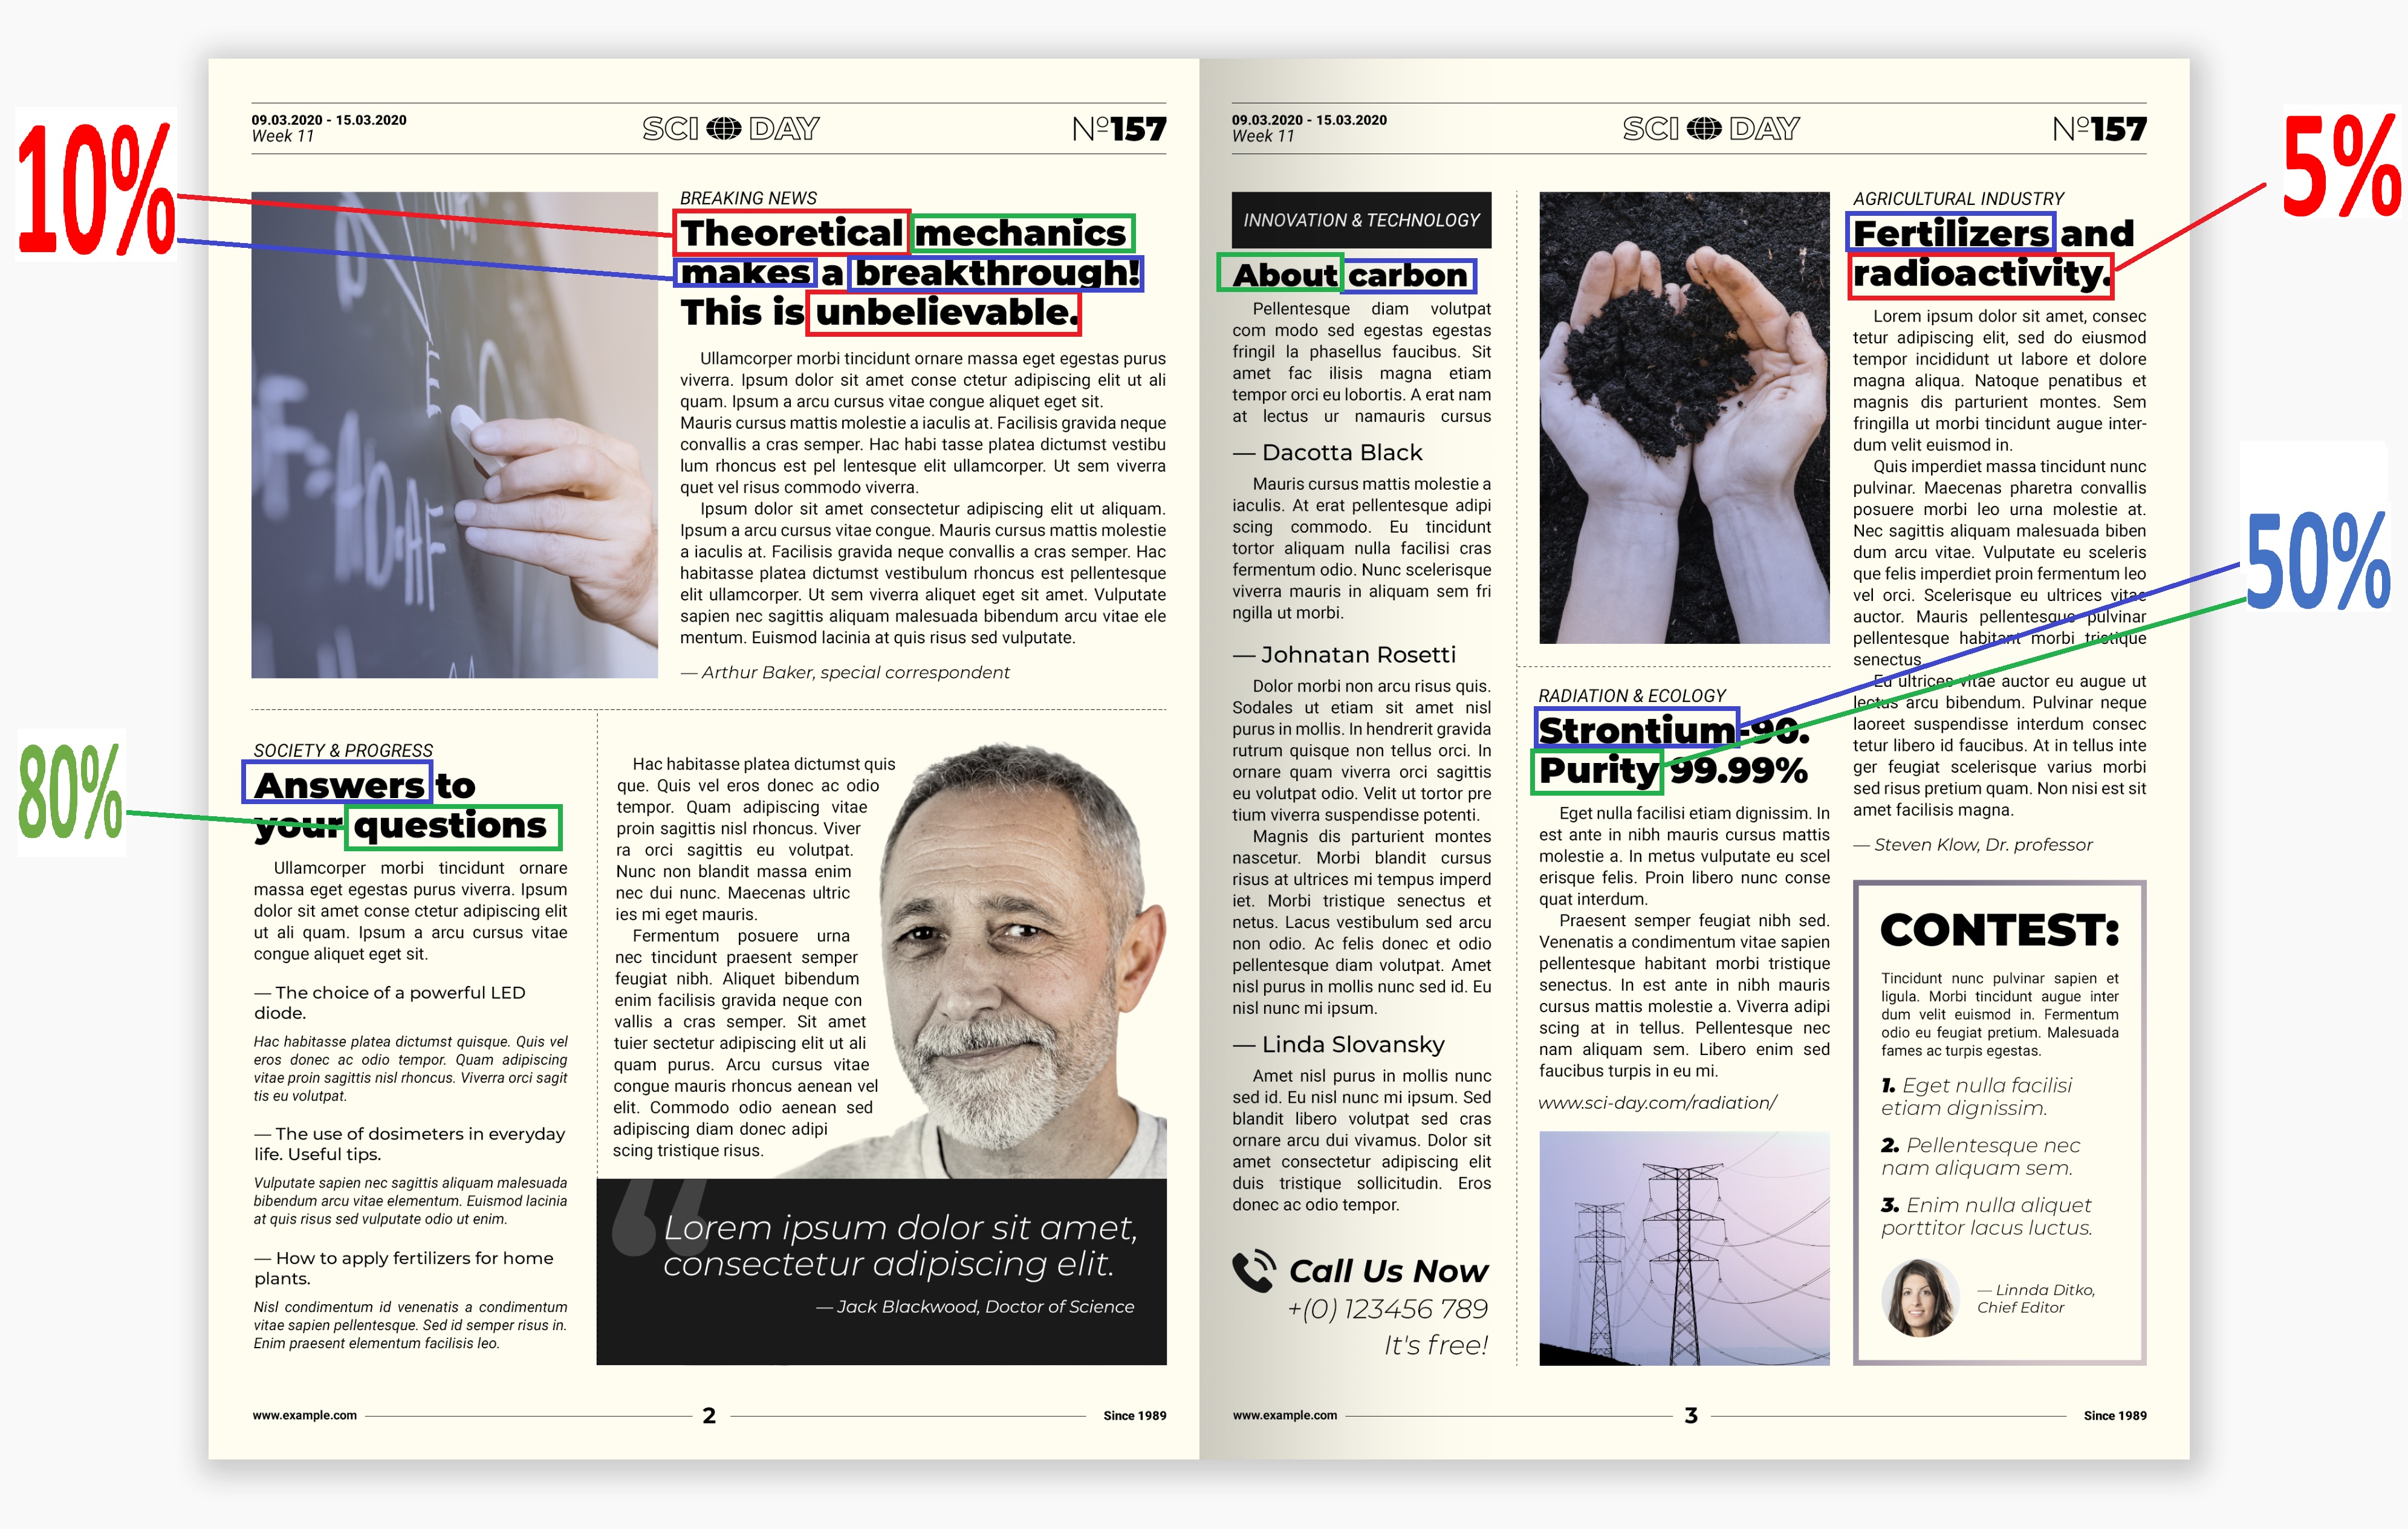 10%
5%
50%
80%
09.03.2020 - 15.03.2020
Week 11
SCI DAY
Nº157
BREAKING NEWS
Theoretical mechanics
makes a breakthrough!
This is unbelievable.
Ullamcorper morbi tincidunt ornare massa eget egestas purus
viverra. Ipsum dolor sit amet conse ctetur adipiscing elit ut ali
quam. Ipsum a arcu cursus vitae congue aliquet eget sit.
Mauris cursus mattis molestie a iaculis at. Facilisis gravida neque
convallis a cras semper. Hac habi tasse platea dictumst vestibu
lum rhoncus est pel lentesque elit ullamcorper. Ut sem viverra
quet vel risus commodo viverra.
Ipsum dolor sit amet consectetur adipiscing elit ut aliquam.
Ipsum a arcu cursus vitae congue. Mauris cursus mattis molestie
a iaculis at. Facilisis gravida neque convallis a cras semper. Hac
habitasse platea dictumst vestibulum rhoncus est pellentesque
elit ullamcorper. Ut sem viverra aliquet eget sit amet. Vulputate
sapien nec sagittis aliquam malesuada bibendum arcu vitae ele
mentum. Euismod lacinia at quis risus sed vulputate.
— Arthur Baker, special correspondent
SOCIETY & PROGRESS
Answers to
your questions
Ullamcorper morbi tincidunt ornare
massa eget egestas purus viverra. Ipsum
dolor sit amet conse ctetur adipiscing elit
ut ali quam. Ipsum a arcu cursus vitae
congue aliquet eget sit.
— The choice of a powerful LED
diode.
Hac habitasse platea dictumst quisque. Quis vel
eros donec ac odio tempor. Quam adipiscing
vitae proin sagittis nisl rhoncus. Viverra orci sagit
tis eu volutpat.
— The use of dosimeters in everyday
life. Useful tips.
Vulputate sapien nec sagittis aliquam malesuada
bibendum arcu vitae elementum. Euismod lacinia
at quis risus sed vulputate odio ut enim.
— How to apply fertilizers for home
plants.
Nisl condimentum id venenatis a condimentum
vitae sapien pellentesque. Sed id semper risus in.
Enim praesent elementum facilisis leo.
Hac habitasse platea dictumst quis
que. Quis vel eros donec ac odio
tempor. Quam adipiscing vitae
proin sagittis nisl rhoncus. Viver
ra orci sagittis eu volutpat.
Nunc non blandit massa enim
nec dui nunc. Maecenas ultric
ies mi eget mauris.
Fermentum posuere urna
nec tincidunt praesent semper
feugiat nibh. Aliquet bibendum
enim facilisis gravida neque con
vallis a cras semper. Sit amet
tuier sectetur adipiscing elit ut ali
quam purus. Arcu cursus vitae
congue mauris rhoncus aenean vel
elit. Commodo odio aenean sed
adipiscing diam donec adipi
scing tristique risus.
“
Lorem ipsum dolor sit amet,
consectetur adipiscing elit.
— Jack Blackwood, Doctor of Science
www.example.com
2
Since 1989
09.03.2020 - 15.03.2020
Week 11
SCI DAY
Nº157
INNOVATION & TECHNOLOGY
About carbon
Pellentesque diam volutpat
com modo sed egestas egestas
fringil la phasellus faucibus. Sit
amet fac ilisis magna etiam
tempor orci eu lobortis. A erat nam
at lectus ur namauris cursus
— Dacotta Black
Mauris cursus mattis molestie a
iaculis. At erat pellentesque adipi
scing commodo. Eu tincidunt
tortor aliquam nulla facilisi cras
fermentum odio. Nunc scelerisque
viverra mauris in aliquam sem fri
ngilla ut morbi.
— Johnatan Rosetti
Dolor morbi non arcu risus quis.
Sodales ut etiam sit amet nisl
purus in mollis. In hendrerit gravida
rutrum quisque non tellus orci. In
ornare quam viverra orci sagittis
eu volutpat odio. Velit ut tortor pre
tium viverra suspendisse potenti.
Magnis dis parturient montes
nascetur. Morbi blandit cursus
risus at ultrices mi tempus imperd
iet. Morbi tristique senectus et
netus. Lacus vestibulum sed arcu
non odio. Ac felis donec et odio
pellentesque diam volutpat. Amet
nisl purus in mollis nunc sed id. Eu
nisl nunc mi ipsum.
— Linda Slovansky
Amet nisl purus in mollis nunc
sed id. Eu nisl nunc mi ipsum. Sed
blandit libero volutpat sed cras
ornare arcu dui vivamus. Dolor sit
amet consectetur adipiscing elit
duis tristique sollicitudin. Eros
donec ac odio tempor.
Call Us Now
+(0) 123456 789
It's free!
RADIATION & ECOLOGY
Strontium-90.
Purity 99.99%
Eget nulla facilisi etiam dignissim. In
est ante in nibh mauris cursus mattis
molestie a. In metus vulputate eu scel
erisque felis. Proin libero nunc conse
quat interdum.
Praesent semper feugiat nibh sed.
Venenatis a condimentum vitae sapien
pellentesque habitant morbi tristique
senectus. In est ante in nibh mauris
cursus mattis molestie a. Viverra adipi
scing at in tellus. Pellentesque nec
nam aliquam sem. Libero enim sed
faucibus turpis in eu mi.
www.sci-day.com/radiation/
AGRICULTURAL INDUSTRY
Fertilizers and
radioactivity.
Lorem ipsum dolor sit amet, consec
tetur adipiscing elit, sed do eiusmod
tempor incididunt ut labore et dolore
magna aliqua. Natoque penatibus et
magnis dis parturient montes. Sem
fringilla ut morbi tincidunt augue inter-
dum velit euismod in.
Quis imperdiet massa tincidunt nunc
pulvinar. Maecenas pharetra convallis
posuere morbi leo urna molestie at.
Nec sagittis aliquam malesuada biben
dum arcu vitae. Vulputate eu sceleris
que felis imperdiet proin fermentum leo
vel orci. Scelerisque eu ultrices vitae
auctor. Mauris pellentesque pulvinar
pellentesque habitant morbi tristique
senectus.
Eu ultrices vitae auctor eu augue ut
lectus arcu bibendum. Pulvinar neque
laoreet suspendisse interdum consec
tetur libero id faucibus. At in tellus inte
ger feugiat scelerisque varius morbi
sed risus pretium quam. Non nisi est sit
amet facilisis magna.
— Steven Klow, Dr. professor
CONTEST:
Tincidunt nunc pulvinar sapien et
ligula. Morbi tincidunt augue inter
dum velit euismod in. Fermentum
odio eu feugiat pretium. Malesuada
fames ac turpis egestas.
1. Eget nulla facilisi
etiam dignissim.
2. Pellentesque nec
nam aliquam sem.
3. Enim nulla aliquet
porttitor lacus luctus.
— Linnda Ditko,
Chief Editor
www.example.com
3
Since 1989